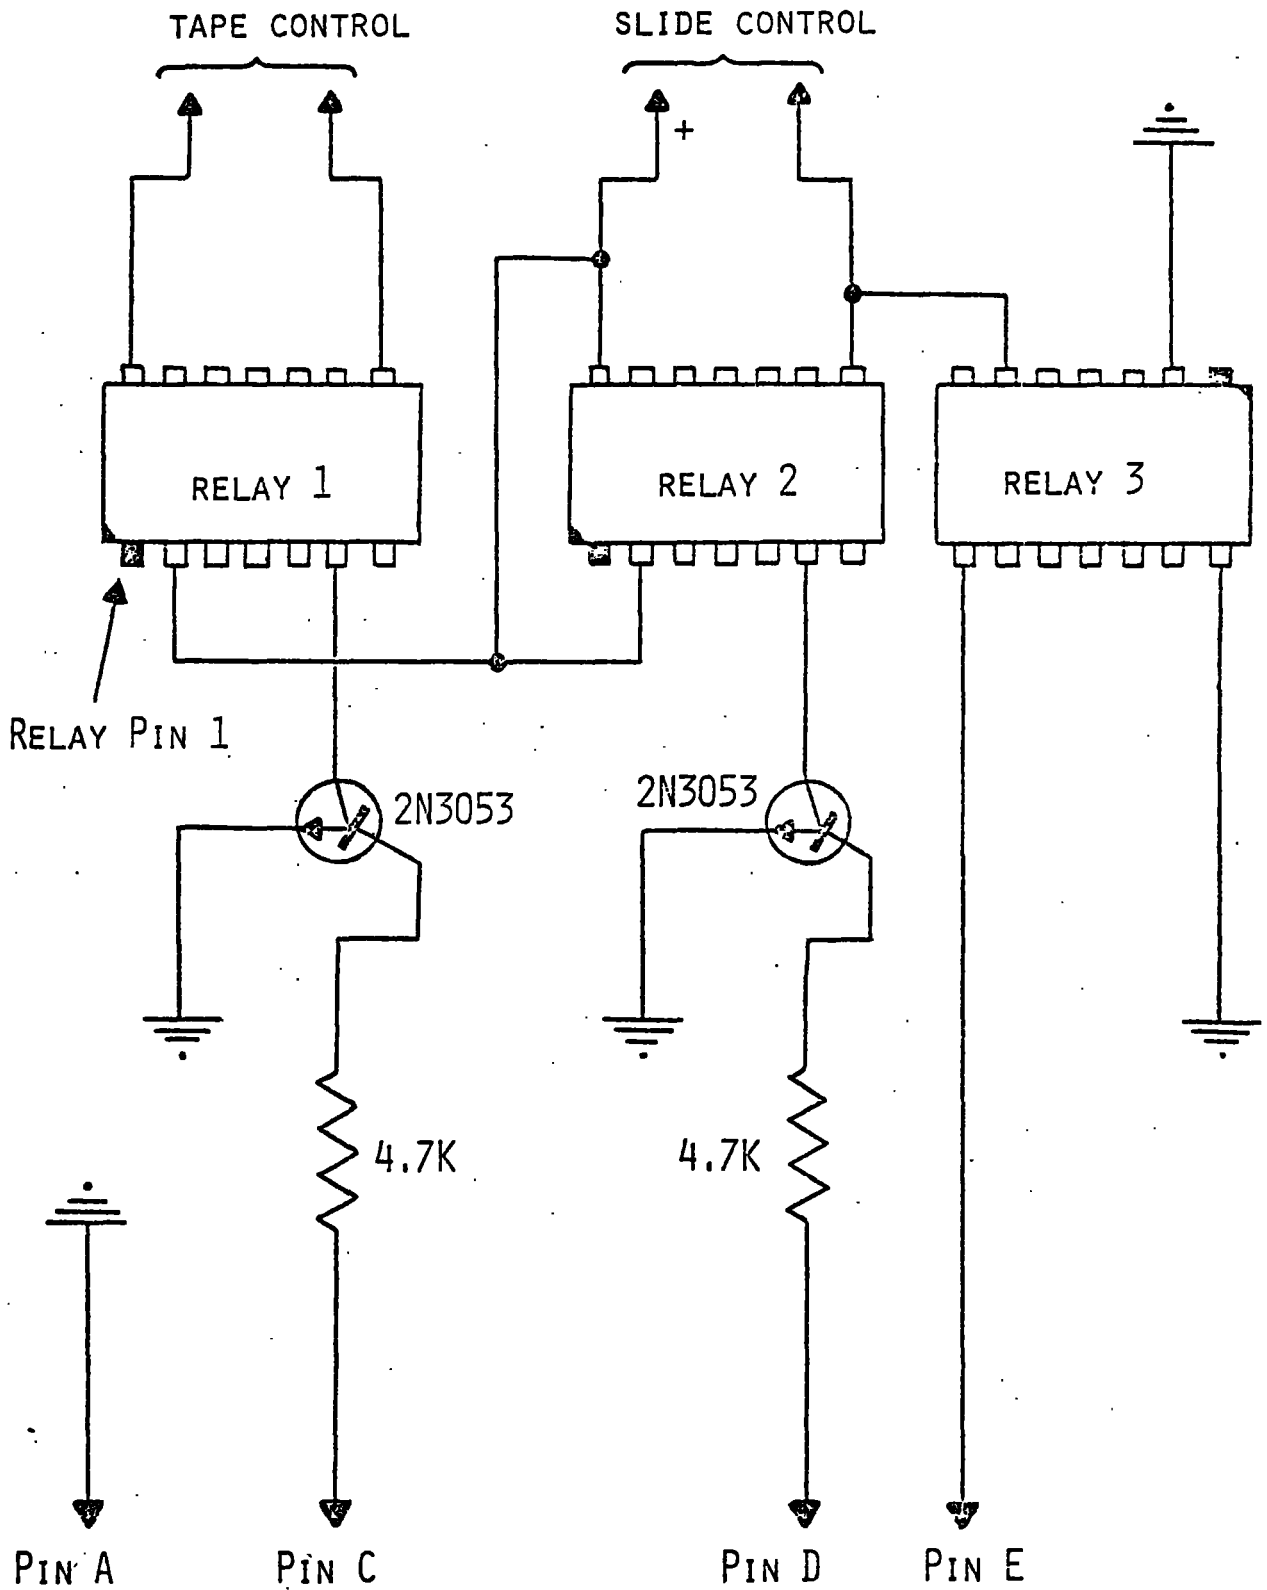 TAPE CONTROL
SLIDE CONTROL
+
RELAY 1
RELAY 2
RELAY 3
RELAY PIN 1
2N3053
2N3053
4.7K
4.7K
PIN A
PIN C
PIN D
PIN E